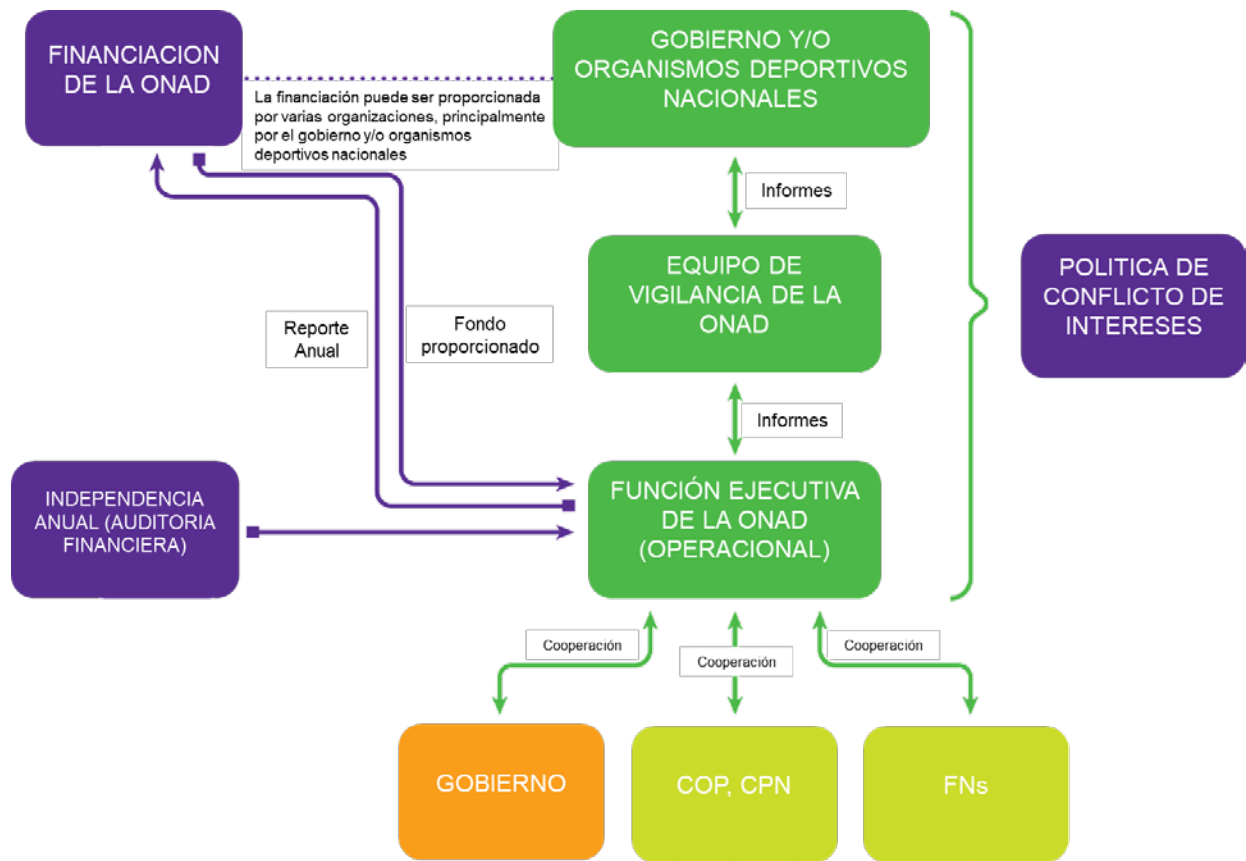 FINANCIACION
DE LA ONAD
GOBIERNO Y/O
ORGANISMOS DEPORTIVOS
NACIONALES
La financiación puede ser proporcionada
por varias organizaciones, principalmente
por el gobierno y/o organismos
deportivos nacionales
Informes
EQUIPO DE
VIGILANCIA DE LA
ONAD
POLITICA DE
CONFLICTO DE
INTERESES
Reporte
Anual
Fondo
proporcionado
Informes
INDEPENDENCIA
ANUAL (AUDITORIA
FINANCIERA)
FUNCIÓN EJECUTIVA
DE LA ONAD
(OPERACIONAL)
Cooperación
Cooperación
Cooperación
GOBIERNO
COP, CPN
FNs